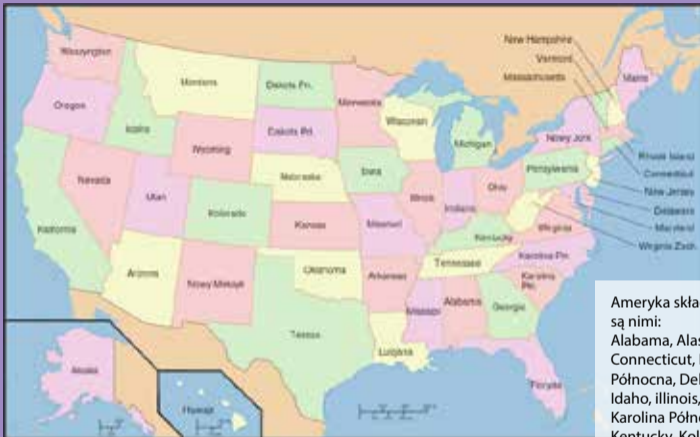 New Hampshire
Vermont
Massachusetts
Waszyngton
Montana
Dakota Pn.
Minnesota
Maine
Oregon
Idaho
Wyoming
Dakota Pd.
Wisconsin
Michigan
Nowy Jork
Nebraska
Iowa
Pensylwania
Rhode Island
Connecticut
New Jersey
Delaware
Maryland
Wirginia Zach.
Nevada
Utah
Kolorado
Kansas
Missouri
Illinois
Indiana
Ohio
Kentucky
Wirginia
Kalifornia
Arizona
Nowy Meksyk
Oklahoma
Arkansas
Tennessee
Karolina Pn.
Karolina
Teksas
Luizjana
Missisipi
Alabama
Georgia
Floryda
Alaska
Hawaje
Ameryka skła
są nimi:
Alabama, Alas
Connecticut,
Północna, Del
Idaho, illinois,
Karolina Półno
Kentucky, Kol